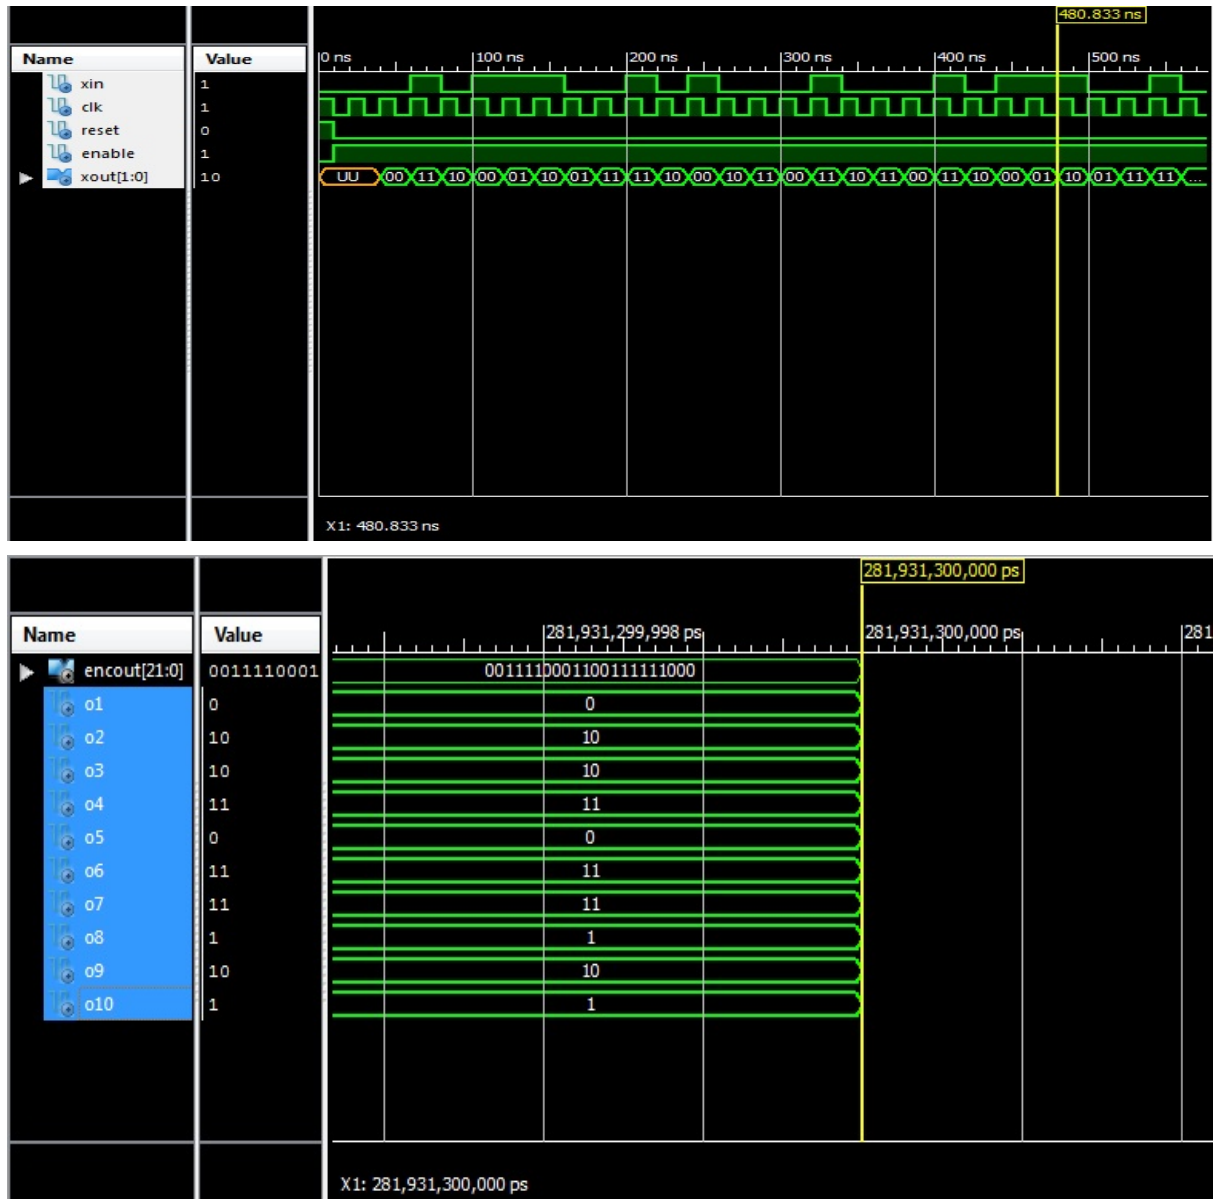 480.833 ns
Name Value 0 ns 100 ns 200 ns 300 ns 400 ns 500 ns
xin 1
clk 1
reset 0
enable 1
xout[1:0] 10 UU 00 11 10 00 01 10 01 11 11 10 00 10 11 00 11 10 11 00 11 10 00 01 10 01 11 11 ...
X1: 480.833 ns
281,931,300,000 ps
Name Value 281,931,299,998 ps 281,931,300,000 ps 281
encout[21:0] 0011110001 0011110001100111111000
o1 0 0
o2 10 10
o3 10 10
o4 11 11
o5 0 0
o6 11 11
o7 11 11
o8 1 1
o9 10 10
o10 1 1
X1: 281,931,300,000 ps